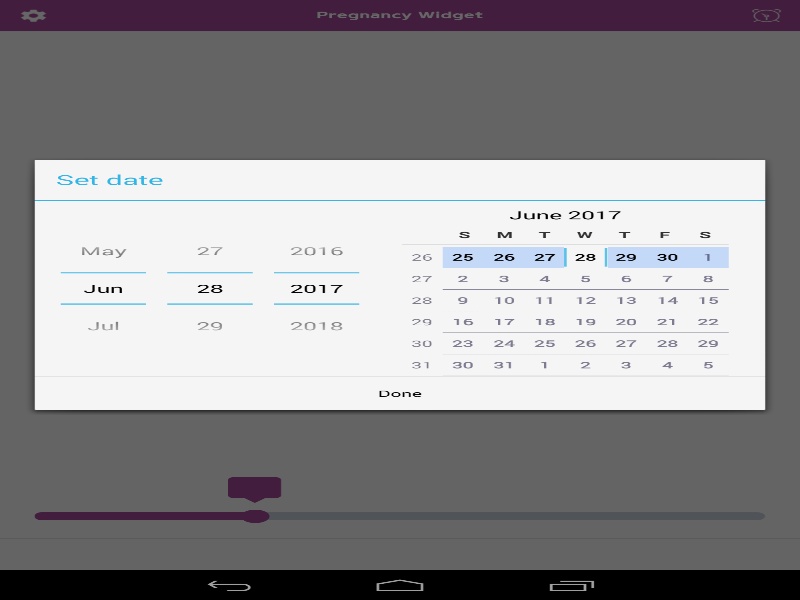 Pregnancy Widget
Set date
May 27 2016
Jun 28 2017
Jul 29 2018
June 2017
S M T W T F S
26 25 26 27 28 29 30 1
27 2 3 4 5 6 7 8
28 9 10 11 12 13 14 15
29 16 17 18 19 20 21 22
30 23 24 25 26 27 28 29
31 30 31 1 2 3 4 5
Done